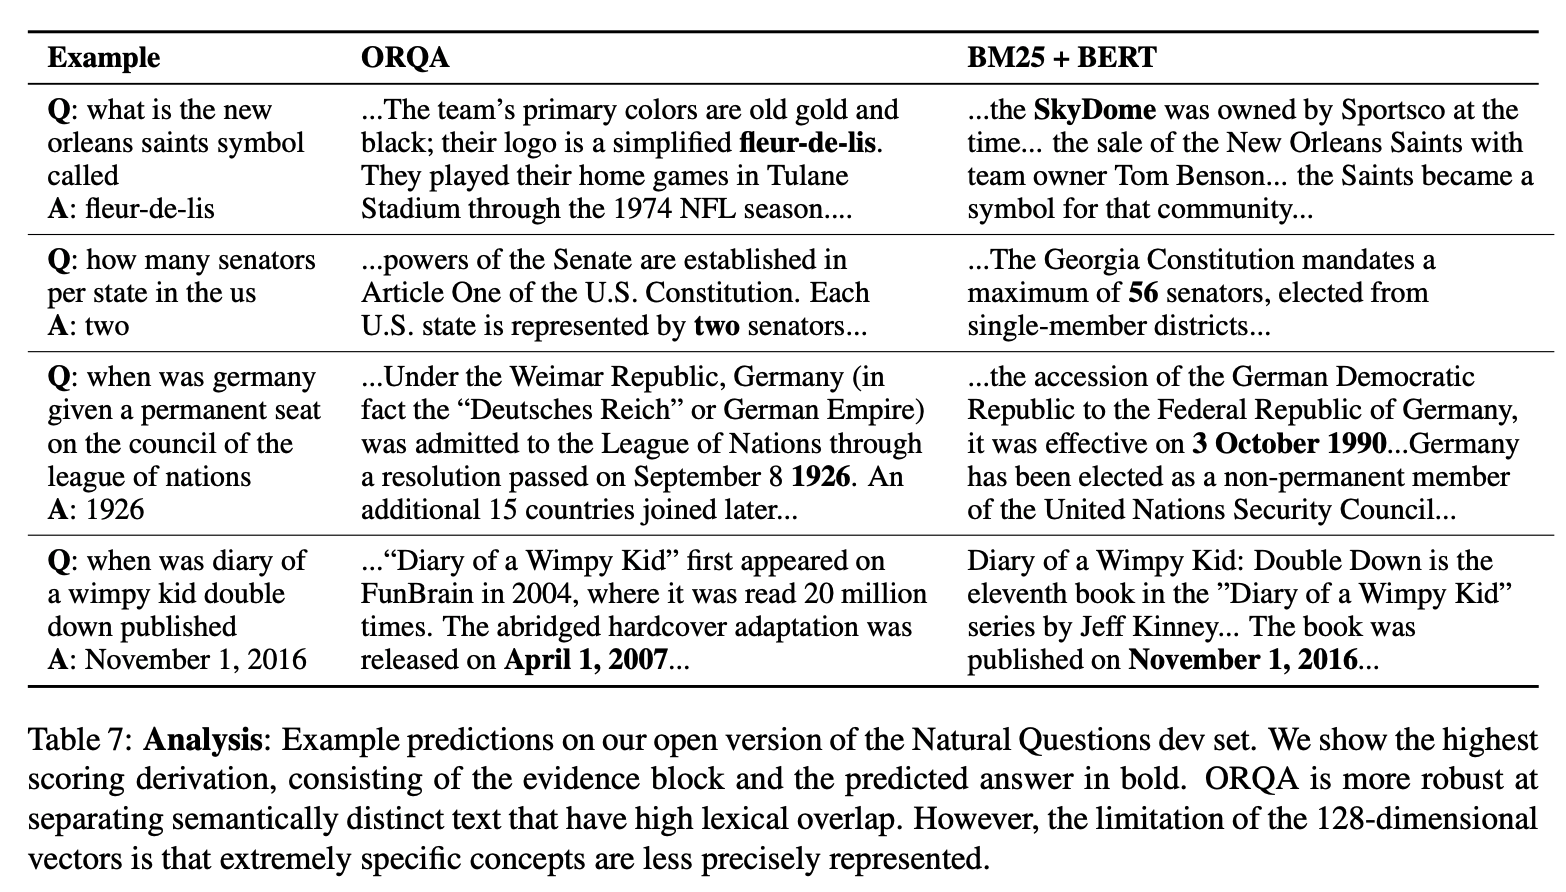 Example
ORQA
BM25 + BERT
Q: what is the new
orleans saints symbol
called
A: fleur-de-lis
...The team's primary colors are old gold and
black; their logo is a simplified fleur-de-lis.
They played their home games in Tulane
Stadium through the 1974 NFL season....
...the SkyDome was owned by Sportsco at the
time... the sale of the New Orleans Saints with
team owner Tom Benson... the Saints became a
symbol for that community...
Q: how many senators
per state in the us
A: two
...powers of the Senate are established in
Article One of the U.S. Constitution. Each
U.S. state is represented by two senators...
...The Georgia Constitution mandates a
maximum of 56 senators, elected from
single-member districts...
Q: when was germany
given a permanent seat
on the council of the
league of nations
A: 1926
...Under the Weimar Republic, Germany (in
fact the “Deutsches Reich” or German Empire)
was admitted to the League of Nations through
a resolution passed on September 8 1926. An
additional 15 countries joined later...
...the accession of the German Democratic
Republic to the Federal Republic of Germany,
it was effective on 3 October 1990...Germany
has been elected as a non-permanent member
of the United Nations Security Council...
Q: when was diary of
a wimpy kid double
down published
A: November 1, 2016
...“Diary of a Wimpy Kid” first appeared on
FunBrain in 2004, where it was read 20 million
times. The abridged hardcover adaptation was
released on April 1, 2007...
Diary of a Wimpy Kid: Double Down is the
eleventh book in the ”Diary of a Wimpy Kid”
series by Jeff Kinney... The book was
published on November 1, 2016...
Table 7: Analysis: Example predictions on our open version of the Natural Questions dev set. We show the highest
scoring derivation, consisting of the evidence block and the predicted answer in bold. ORQA is more robust at
separating semantically distinct text that have high lexical overlap. However, the limitation of the 128-dimensional
vectors is that extremely specific concepts are less precisely represented.